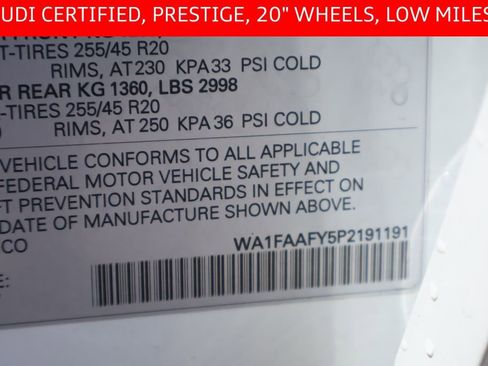 UDI CERTIFIED, PRESTIGE, 20" WHEELS, LOW MILES
T-TIRES 255/45 R20
RIMS, AT 230 KPA 33 PSI COLD
R REAR KG 1360, LBS 2998
-TIRES 255/45 R20
RIMS, AT 250 KPA 36 PSI COLD
VEHICLE CONFORMS TO ALL APPLICABLE
FEDERAL MOTOR VEHICLE SAFETY AND
T PREVENTION STANDARDS IN EFFECT ON
DATE OF MANUFACTURE SHOWN ABOVE.
CO
WA1FAAFY5P2191191
E: